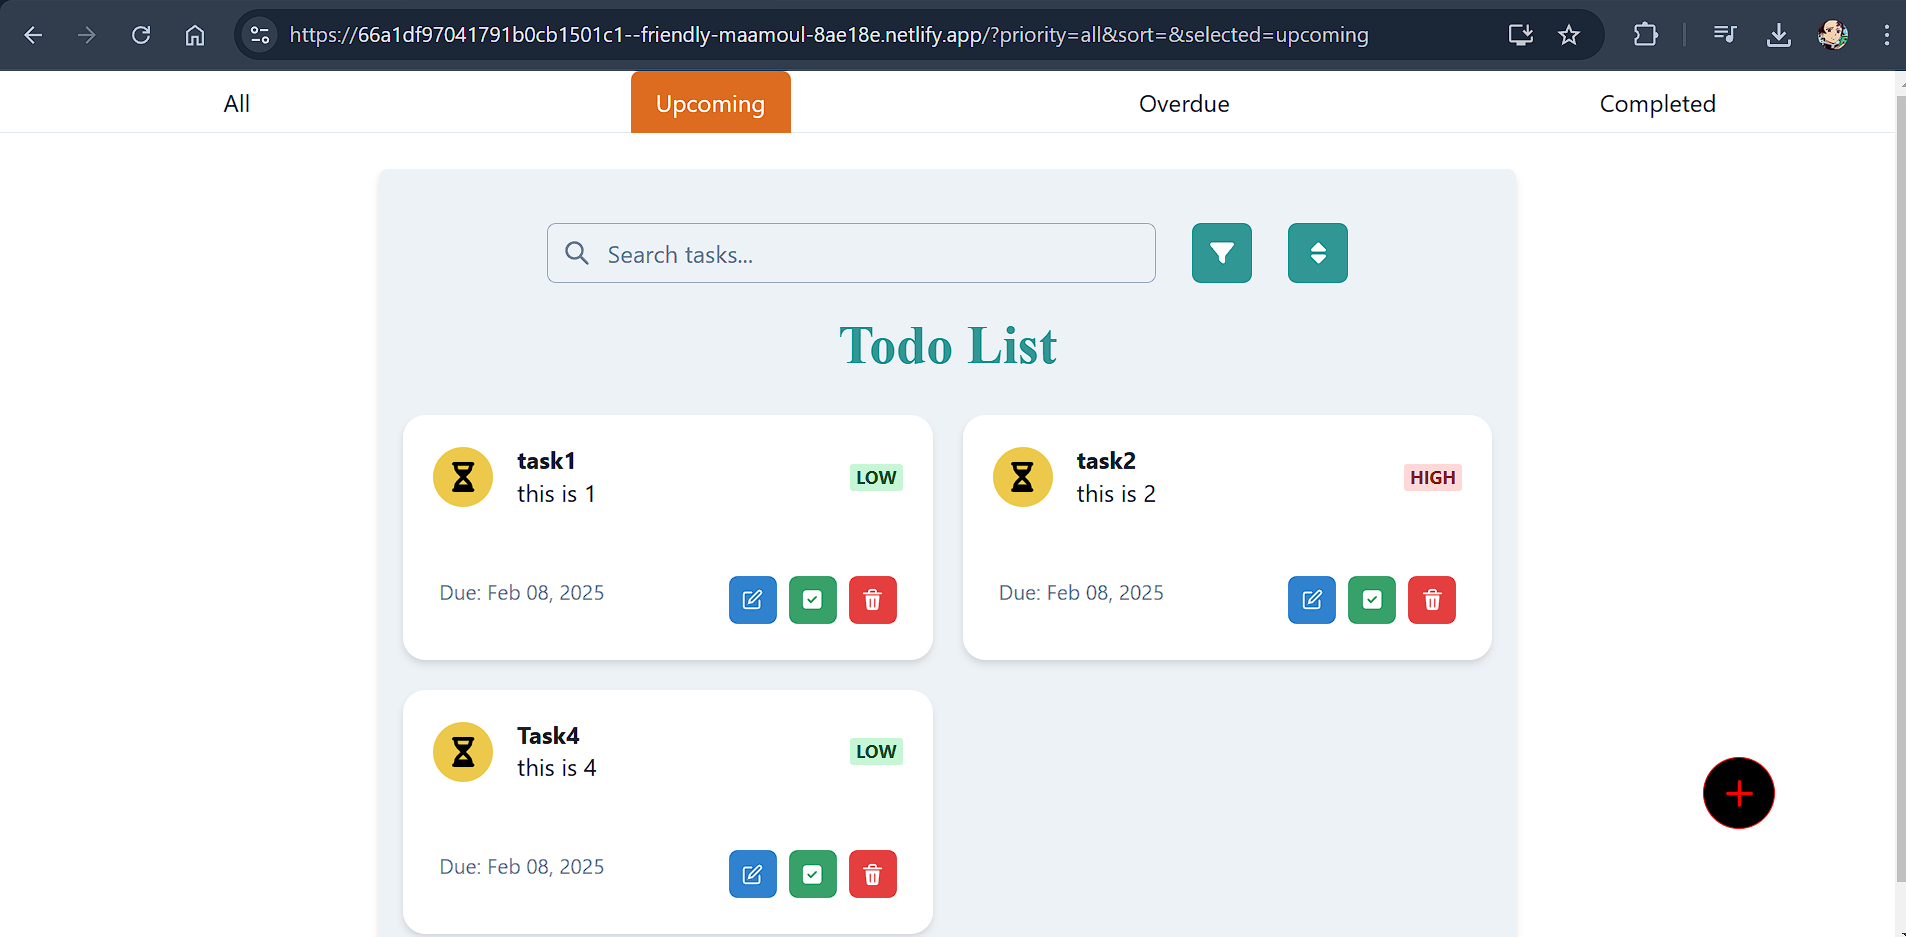 https://66a1df97041791b0cb1501c1--friendly-maamoul-8ae18e.netlify.app/?priority=all&sort=&selected=upcoming
All
Upcoming
Overdue
Completed
Search tasks...
Todo List
task1
this is 1
LOW
Due: Feb 08, 2025
task2
this is 2
HIGH
Due: Feb 08, 2025
Task4
this is 4
LOW
Due: Feb 08, 2025